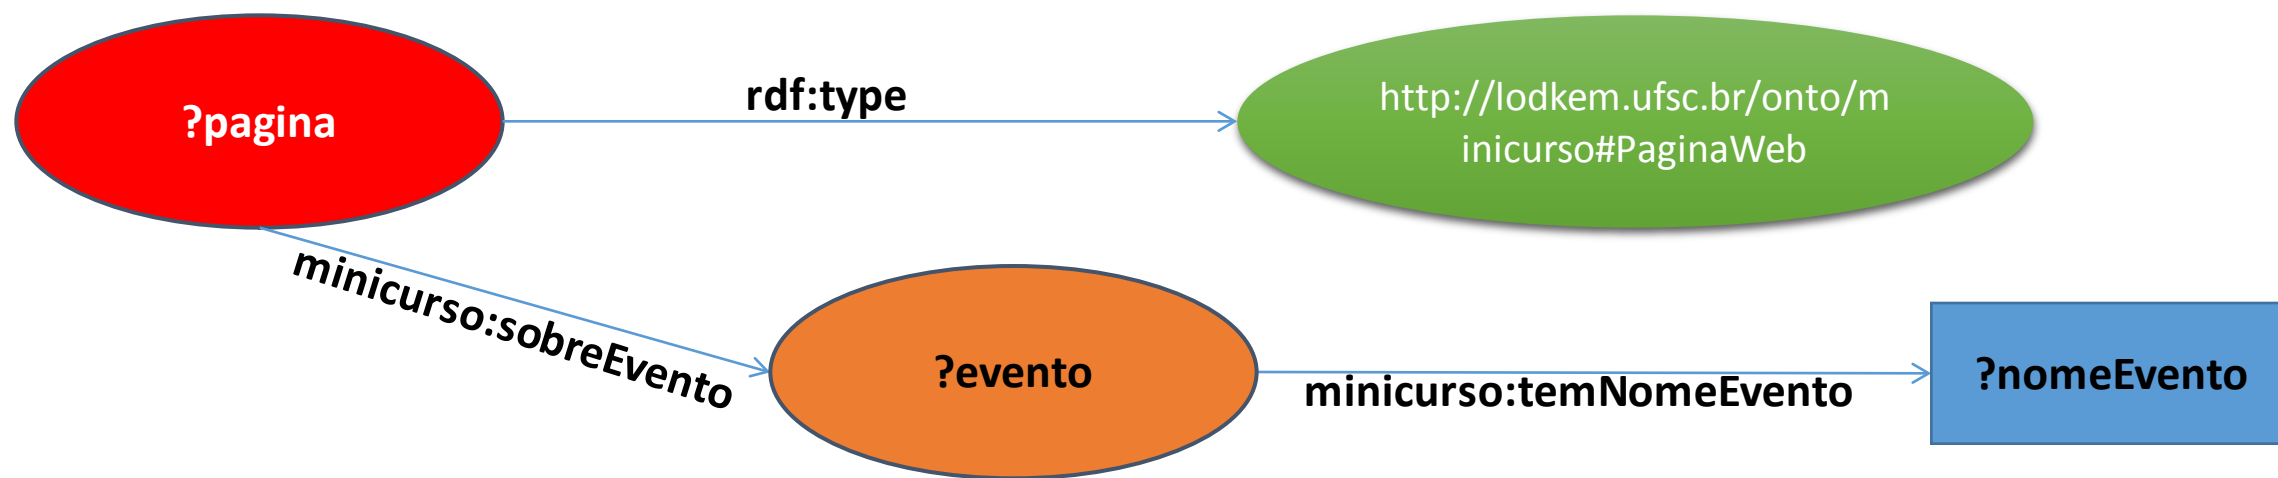 ?pagina
rdf:type
http://lodkem.ufsc.br/onto/m
inicurso#PaginaWeb
minicurso:sobreEvento
?evento
minicurso:temNomeEvento
?nomeEvento